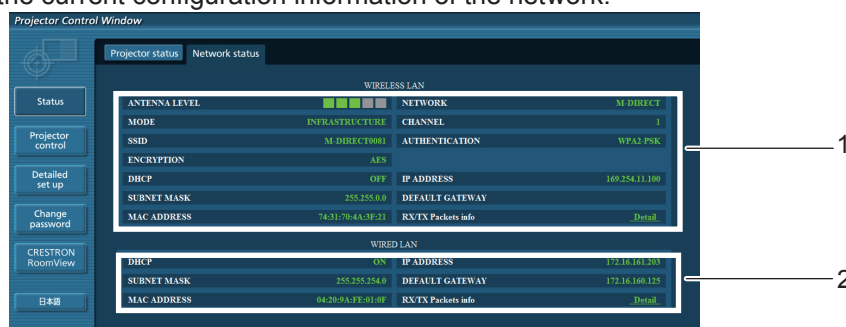 the current configuration information of the network.
Projector Control Window
Projector status Network status
WIRELESS LAN
ANTENNA LEVEL NETWORK M-DIRECT
MODE INFRASTRUCTURE CHANNEL 1
SSID M-DIRECT0081 AUTHENTICATION WPA2-PSK
ENCRYPTION AES
DHCP OFF IP ADDRESS 169.254.11.100
SUBNET MASK 255.255.0.0 DEFAULT GATEWAY
MAC ADDRESS 74:31:70:4A:3F:21 RX/TX Packets info Detail
WIRED LAN
DHCP ON IP ADDRESS 172.16.161.203
SUBNET MASK 255.255.254.0 DEFAULT GATEWAY 172.16.160.125
MAC ADDRESS 04:20:9A:FE:01:0F RX/TX Packets info Detail
Status
Projector
control
Detailed
set up
Change
password
CRESTRON
RoomView
日本語
1
2